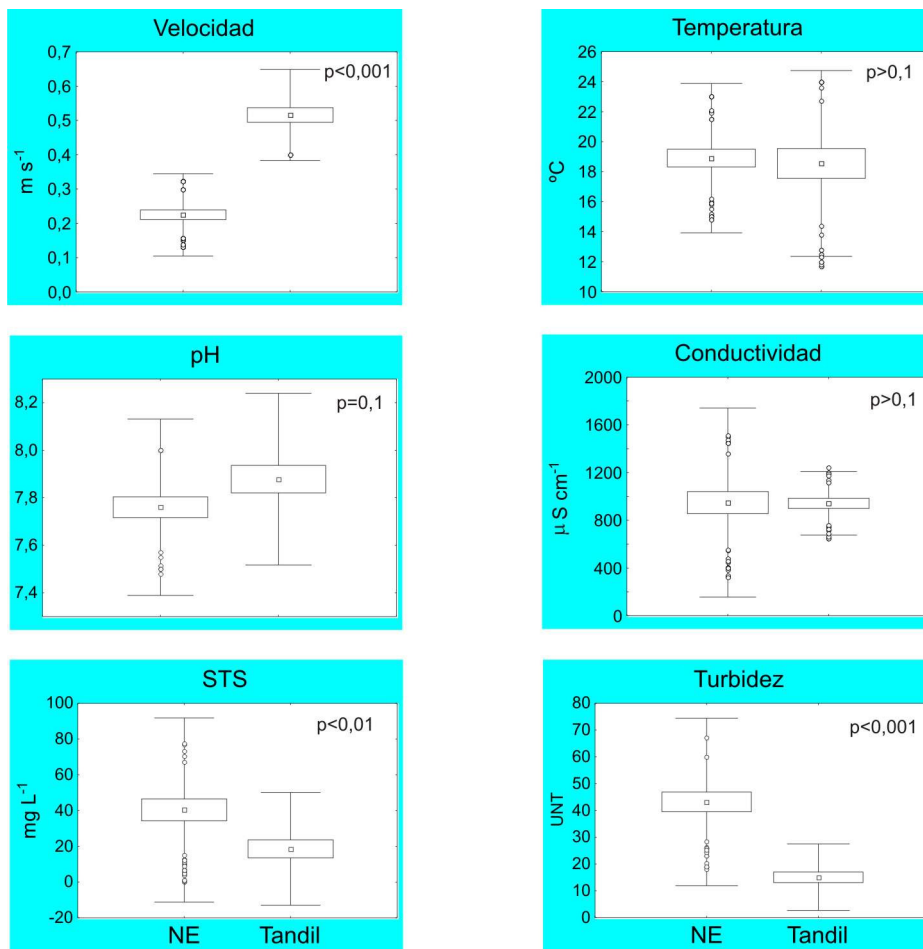 Velocidad
0,7
0,6
0,5
0,4
0,3
0,2
0,1
0,0
m s-1
p<0,001
Temperatura
26
24
22
20
18
16
14
12
10
ºC
p>0,1
pH
8,2
8,0
7,8
7,6
7,4
p=0,1
Conductividad
2000
1600
1200
800
400
0
µ S cm-1
p>0,1
STS
100
80
60
40
20
0
-20
mg L-1
p<0,01
NE Tandil
Turbidez
80
70
60
50
40
30
20
10
0
UNT
p<0,001
NE Tandil